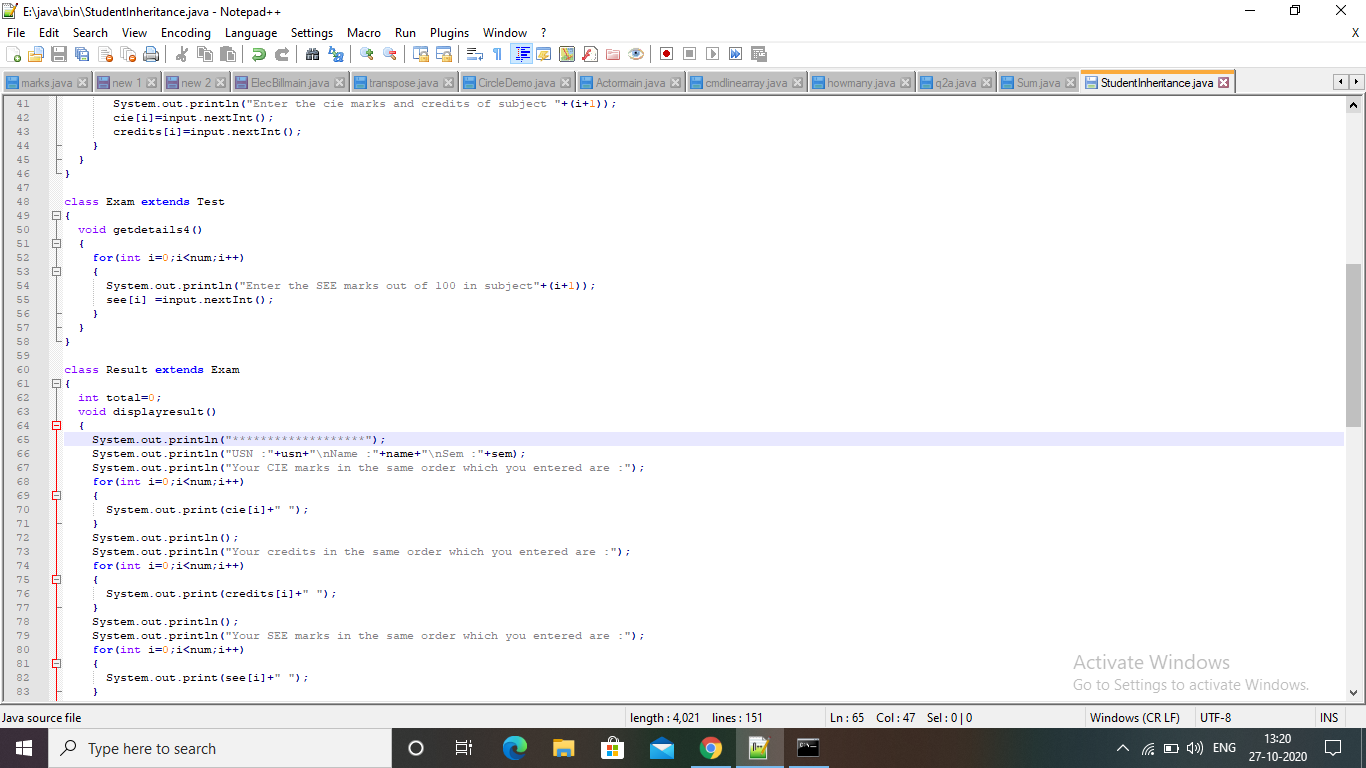 E:\java\bin\StudentInheritance.java - Notepad++
File Edit Search View Encoding Language Settings Macro Run Plugins Window ? X
marks.java new 1 new 2 ElecBillmain.java transpose.java CircleDemo.java Actormain.java cmdlinearray.java howmany.java q2a.java Sum.java StudentInheritance.java
41 System.out.println("Enter the cie marks and credits of subject "+(i+1));
42 cie[i]=input.nextInt();
43 credits[i]=input.nextInt();
44 }
45 }
46 }
47
48 class Exam extends Test
49 {
50 void getdetails4()
51 {
52 for(int i=0;i<num;i++)
53 {
54 System.out.println("Enter the SEE marks out of 100 in subject"+(i+1));
55 see[i] =input.nextInt();
56 }
57 }
58 }
59
60 class Result extends Exam
61 {
62 int total=0;
63 void displayresult()
64 {
65 System.out.println("*******************");
66 System.out.println("USN :"+usn+"\nName :"+name+"\nSem :"+sem);
67 System.out.println("Your CIE marks in the same order which you entered are :");
68 for(int i=0;i<num;i++)
69 {
70 System.out.print(cie[i]+" ");
71 }
72 System.out.println();
73 System.out.println("Your credits in the same order which you entered are :");
74 for(int i=0;i<num;i++)
75 {
76 System.out.print(credits[i]+" ");
77 }
78 System.out.println();
79 System.out.println("Your SEE marks in the same order which you entered are :");
80 for(int i=0;i<num;i++)
81 {
82 System.out.print(see[i]+" ");
83 }
Activate Windows
Go to Settings to activate Windows.
Java source file length : 4,021 lines : 151 Ln : 65 Col : 47 Sel : 0 | 0 Windows (CR LF) UTF-8 INS
Type here to search ENG 13:20
27-10-2020